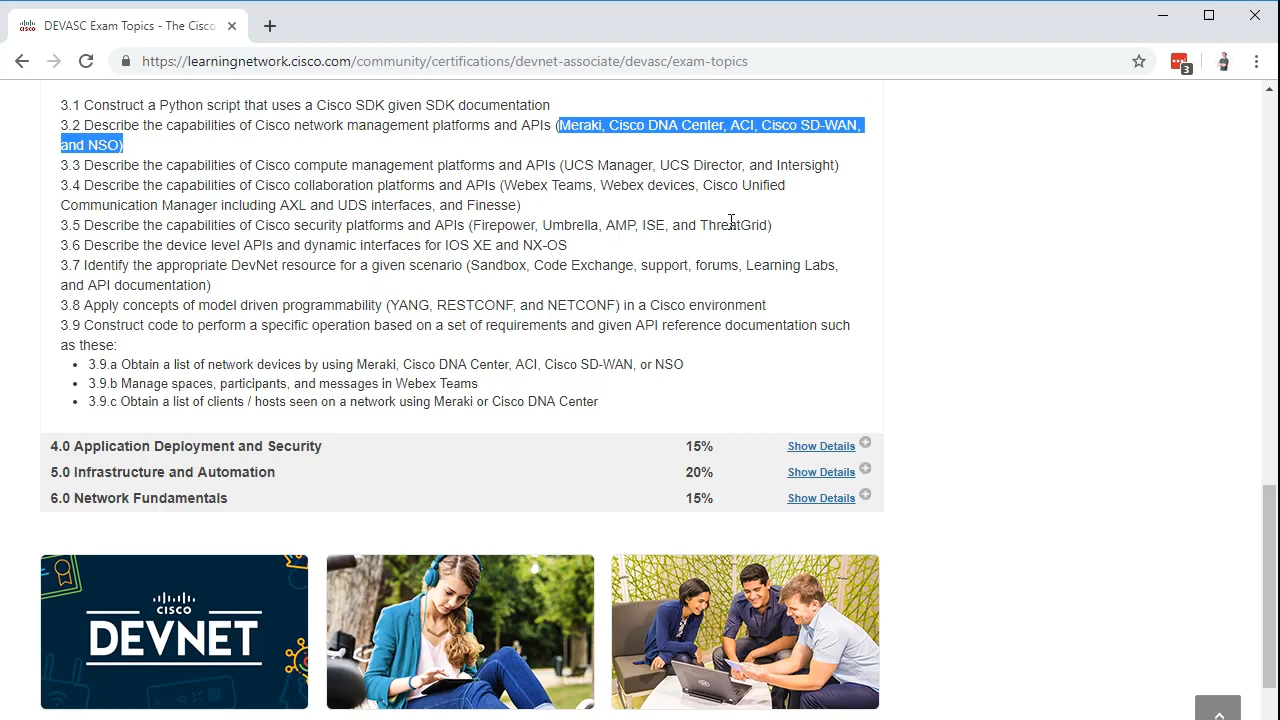 DEVASC Exam Topics - The Cisco
https://learningnetwork.cisco.com/community/certifications/devnet-associate/devasc/exam-topics
3
3.1 Construct a Python script that uses a Cisco SDK given SDK documentation
3.2 Describe the capabilities of Cisco network management platforms and APIs (Meraki, Cisco DNA Center, ACI, Cisco SD-WAN,
and NSO)
3.3 Describe the capabilities of Cisco compute management platforms and APIs (UCS Manager, UCS Director, and Intersight)
3.4 Describe the capabilities of Cisco collaboration platforms and APIs (Webex Teams, Webex devices, Cisco Unified
Communication Manager including AXL and UDS interfaces, and Finesse)
3.5 Describe the capabilities of Cisco security platforms and APIs (Firepower, Umbrella, AMP, ISE, and ThreatGrid)
3.6 Describe the device level APIs and dynamic interfaces for IOS XE and NX-OS
3.7 Identify the appropriate DevNet resource for a given scenario (Sandbox, Code Exchange, support, forums, Learning Labs,
and API documentation)
3.8 Apply concepts of model driven programmability (YANG, RESTCONF, and NETCONF) in a Cisco environment
3.9 Construct code to perform a specific operation based on a set of requirements and given API reference documentation such
as these:
• 3.9.a Obtain a list of network devices by using Meraki, Cisco DNA Center, ACI, Cisco SD-WAN, or NSO
• 3.9.b Manage spaces, participants, and messages in Webex Teams
• 3.9.c Obtain a list of clients / hosts seen on a network using Meraki or Cisco DNA Center
4.0 Application Deployment and Security 15% Show Details
5.0 Infrastructure and Automation 20% Show Details
6.0 Network Fundamentals 15% Show Details
CISCO
DEVNET